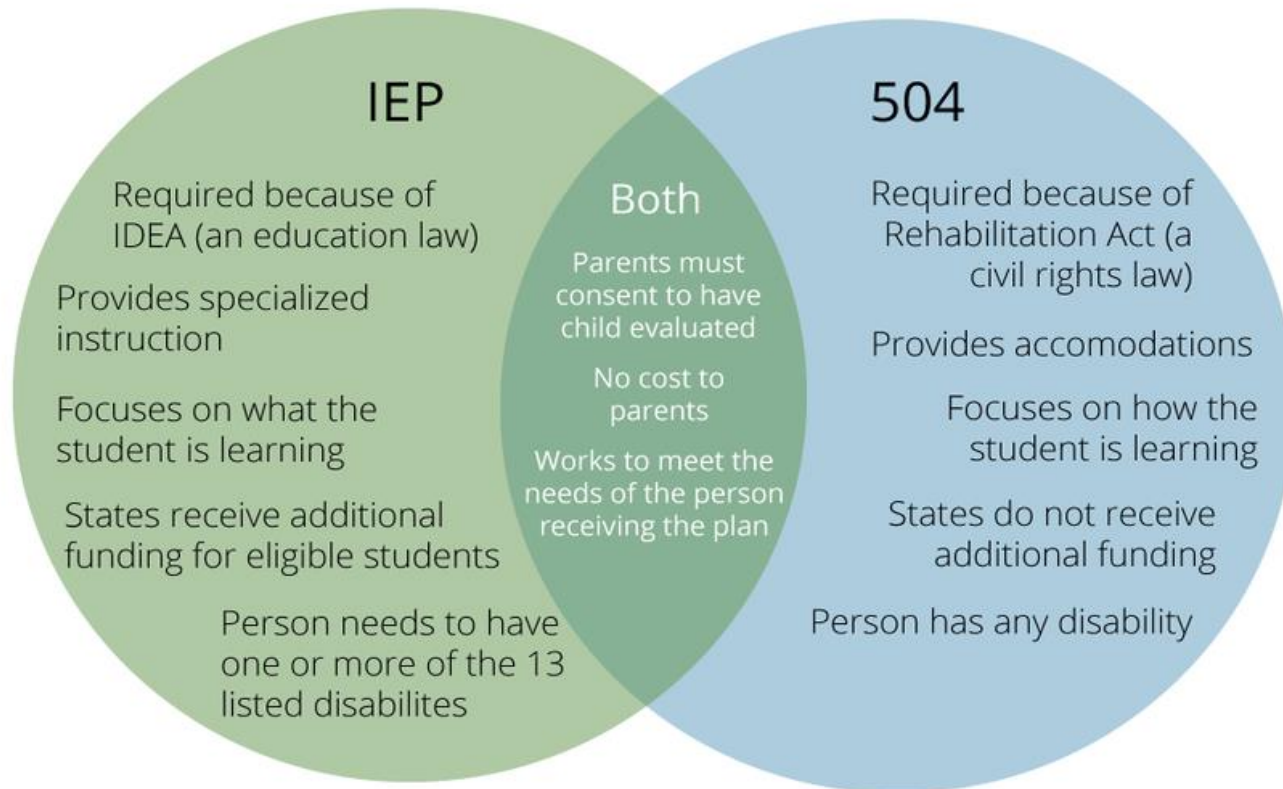 IEP
Required because of
IDEA (an education law)
Provides specialized
instruction
Focuses on what the
student is learning
States receive additional
funding for eligible students
Person needs to have
one or more of the 13
listed disabilites
Both
Parents must
consent to have
child evaluated
No cost to
parents
Works to meet the
needs of the person
receiving the plan
504
Required because of
Rehabilitation Act (a
civil rights law)
Provides accomodations
Focuses on how the
student is learning
States do not receive
additional funding
Person has any disability